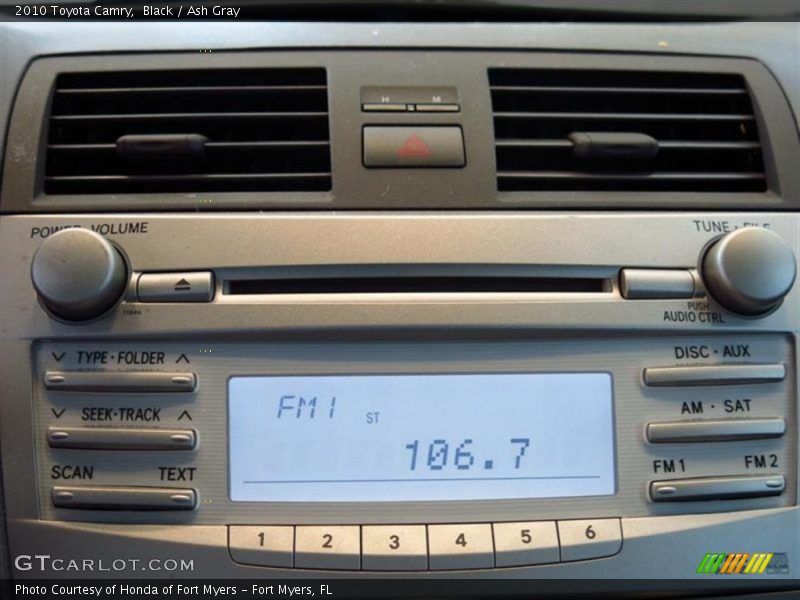 2010 Toyota Camry,  Black / Ash Gray
H M
POWER VOLUME
TUNE · FILE
PUSH
AUDIO CTRL
TYPE·FOLDER
DISC · AUX
FM1 ST
SEEK·TRACK
AM · SAT
106.7
SCAN TEXT
FM1 FM2
1 2 3 4 5 6
GTCARLOT.COM
Photo Courtesy of Honda of Fort Myers – Fort Myers, FL